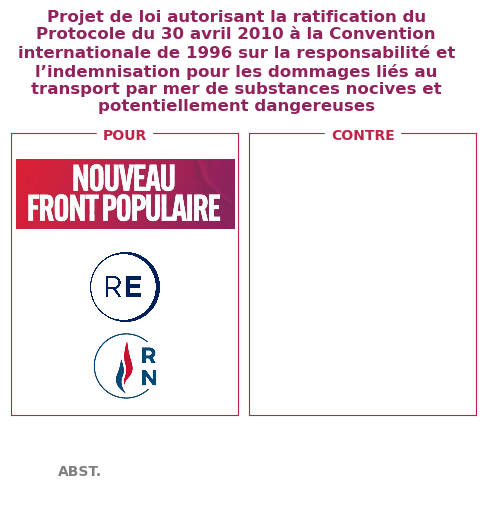 Projet de loi autorisant la ratification du
Protocole du 30 avril 2010 à la Convention
internationale de 1996 sur la responsabilité et
l’indemnisation pour les dommages liés au
transport par mer de substances nocives et
potentiellement dangereuses
POUR
CONTRE
NOUVEAU
FRONT POPULAIRE
RE
R
N
ABST.